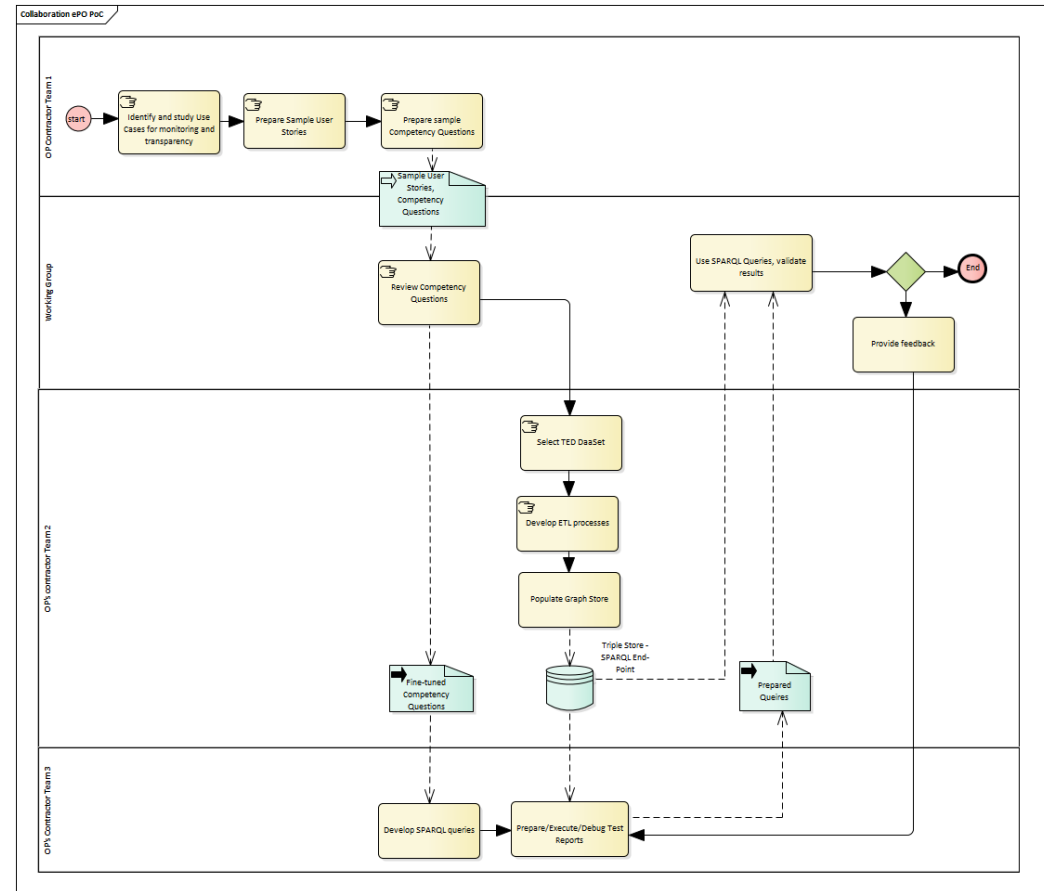 Collaboration ePO PoC
OP Contractor Team 1
start
Identify and study Use
Cases for monitoring and
transparency
Prepare Sample User
Stories
Prepare sample
Competency Questions
Sample User
Stories,
Competency
Questions
Working Group
Review Competency
Questions
Use SPARQL Queries, validate
results
End
Provide feedback
OP's contractor Team 2
Select TED DaaSet
Develop ETL processes
Populate Graph Store
Triple Store -
SPARQL End-
Point
Fine-tuned
Competency
Questions
Prepared
Queires
OP's Contractor Team 3
Develop SPARQL queries
Prepare/Execute/Debug Test
Reports